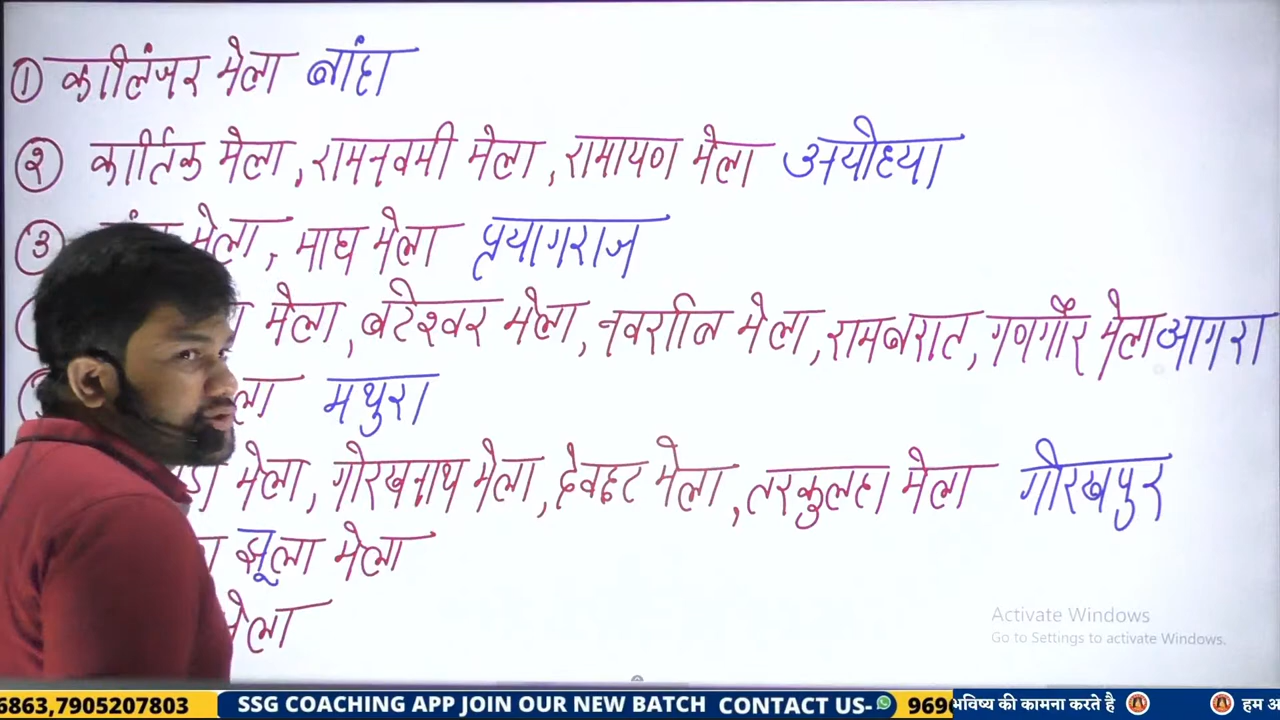 ① कालिंजर मेला बांदा
② कार्तिक मेला, रामनवमी मेला, रामायण मेला अयोध्या
③ मेला, माघ मेला प्रयागराज
मेला, बटेश्वर मेला, नवरात्रि मेला, रामबरात, गणगौर मेला आगरा
मथुरा
मेला, गोरखनाथ मेला, देवहट मेला, तरकुलहा मेला गोरखपुर
झूला मेला
मेला
Activate Windows
Go to Settings to activate Windows.
6863,7905207803 SSG COACHING APP JOIN OUR NEW BATCH CONTACT US- 969 भविष्य की कामना करते है हम